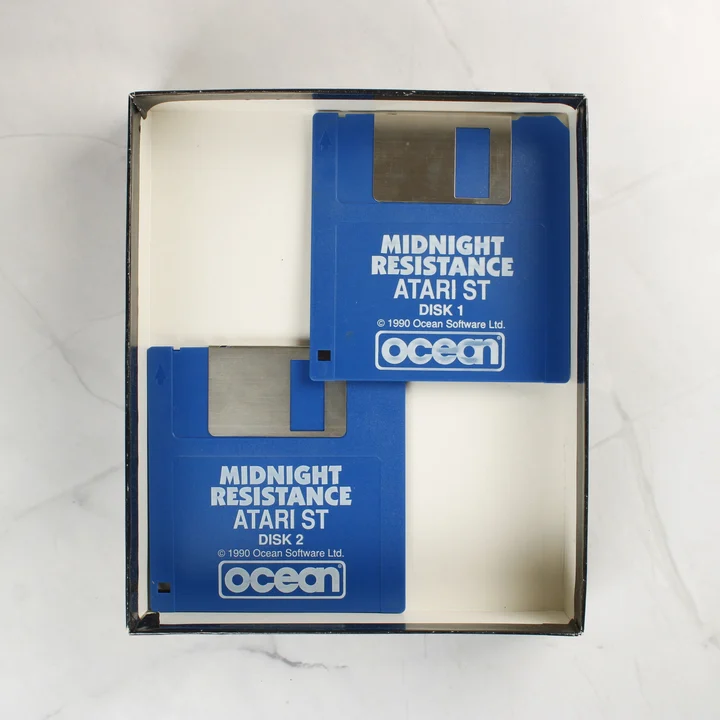 MIDNIGHT
RESISTANCE
ATARI ST
DISK 1
© 1990 Ocean Software Ltd.
ocean
MIDNIGHT
RESISTANCE
ATARI ST
DISK 2
© 1990 Ocean Software Ltd.
ocean